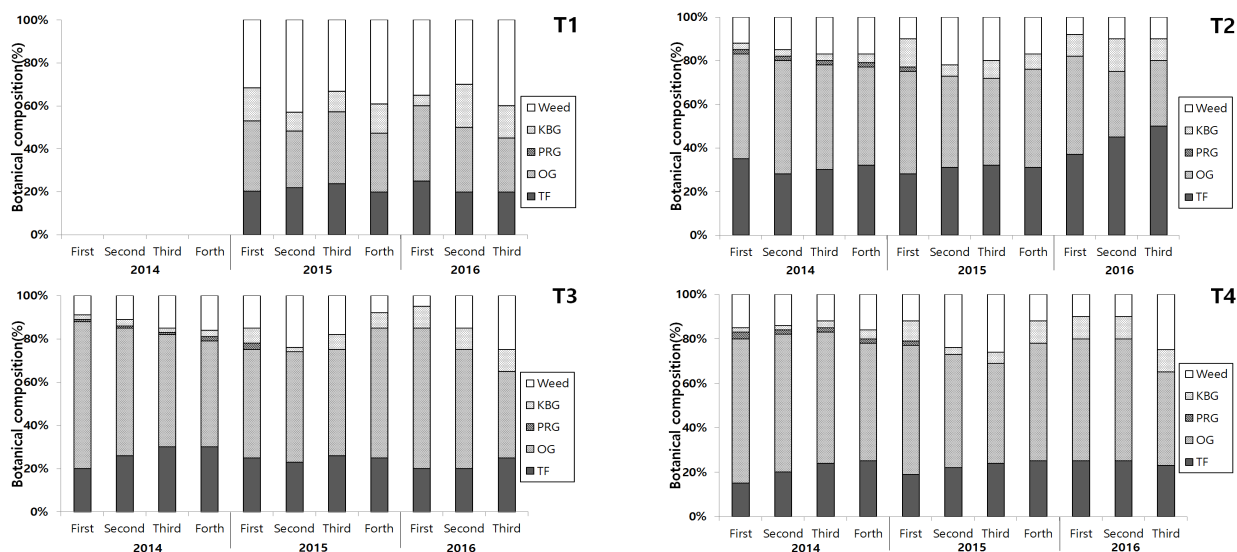 T1
Botanical composition(%)
100%
80%
60%
40%
20%
0%
First Second Third Forth First Second Third Forth First Second Third
2014 2015 2016
Weed
KBG
PRG
OG
TF
T2
Botanical composition(%)
100%
80%
60%
40%
20%
0%
First Second Third Forth First Second Third Forth First Second Third
2014 2015 2016
Weed
KBG
PRG
OG
TF
T3
Botanical composition(%)
100%
80%
60%
40%
20%
0%
First Second Third Forth First Second Third Forth First Second Third
2014 2015 2016
Weed
KBG
PRG
OG
TF
T4
Botanical composition(%)
100%
80%
60%
40%
20%
0%
First Second Third Forth First Second Third Forth First Second Third
2014 2015 2016
Weed
KBG
PRG
OG
TF